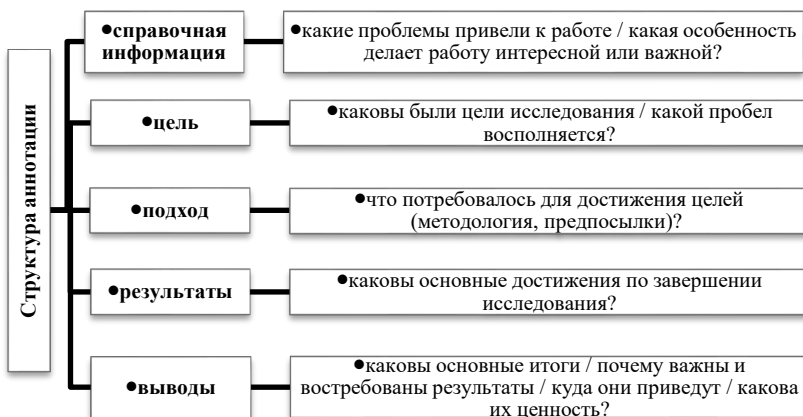 Структура аннотации
•справочная
информация
•какие проблемы привели к работе / какая особенность
делает работу интересной или важной?
•цель
•каковы были цели исследования / какой пробел
восполняется?
•подход
•что потребовалось для достижения целей
(методология, предпосылки)?
•результаты
•каковы основные достижения по завершении
исследования?
•выводы
•каковы основные итоги / почему важны и
востребованы результаты / куда они приведут / какова
их ценность?